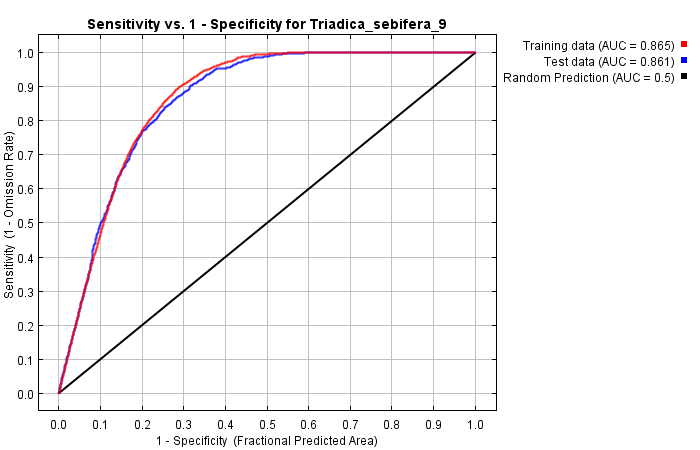 Sensitivity vs. 1 - Specificity for Triadica_sebifera_9
Training data (AUC = 0.865)
Test data (AUC = 0.861)
Random Prediction (AUC = 0.5)
Sensitivity (1 - Omission Rate)
1.0
0.9
0.8
0.7
0.6
0.5
0.4
0.3
0.2
0.1
0.0
0.0 0.1 0.2 0.3 0.4 0.5 0.6 0.7 0.8 0.9 1.0
1 - Specificity (Fractional Predicted Area)